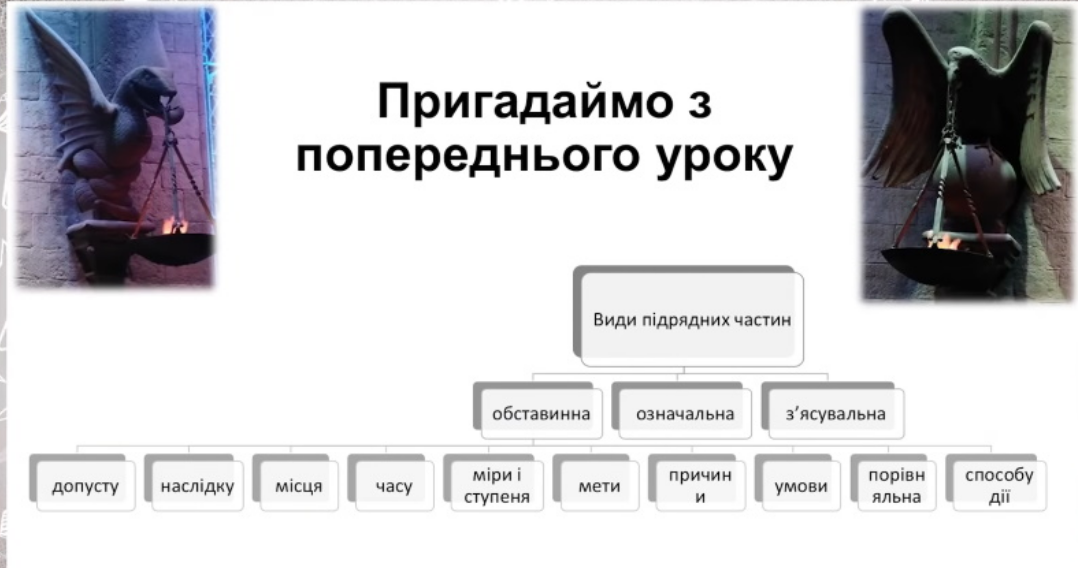 Пригадаймо з
попереднього уроку
Види підрядних частин
обставинна
означальна
з’ясувальна
допусту
наслідку
місця
часу
міри і
ступеня
мети
причин
и
умови
порівн
яльна
способу
дії